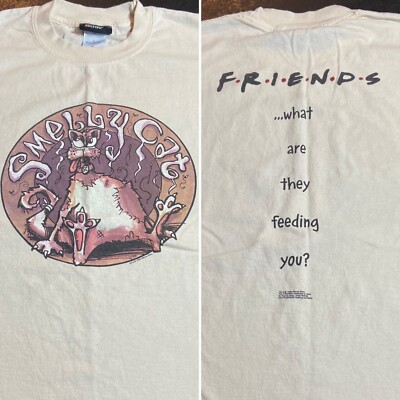 Smelly Cat
F·R·I·E·N·D·S
...what
are
they
feeding
you?